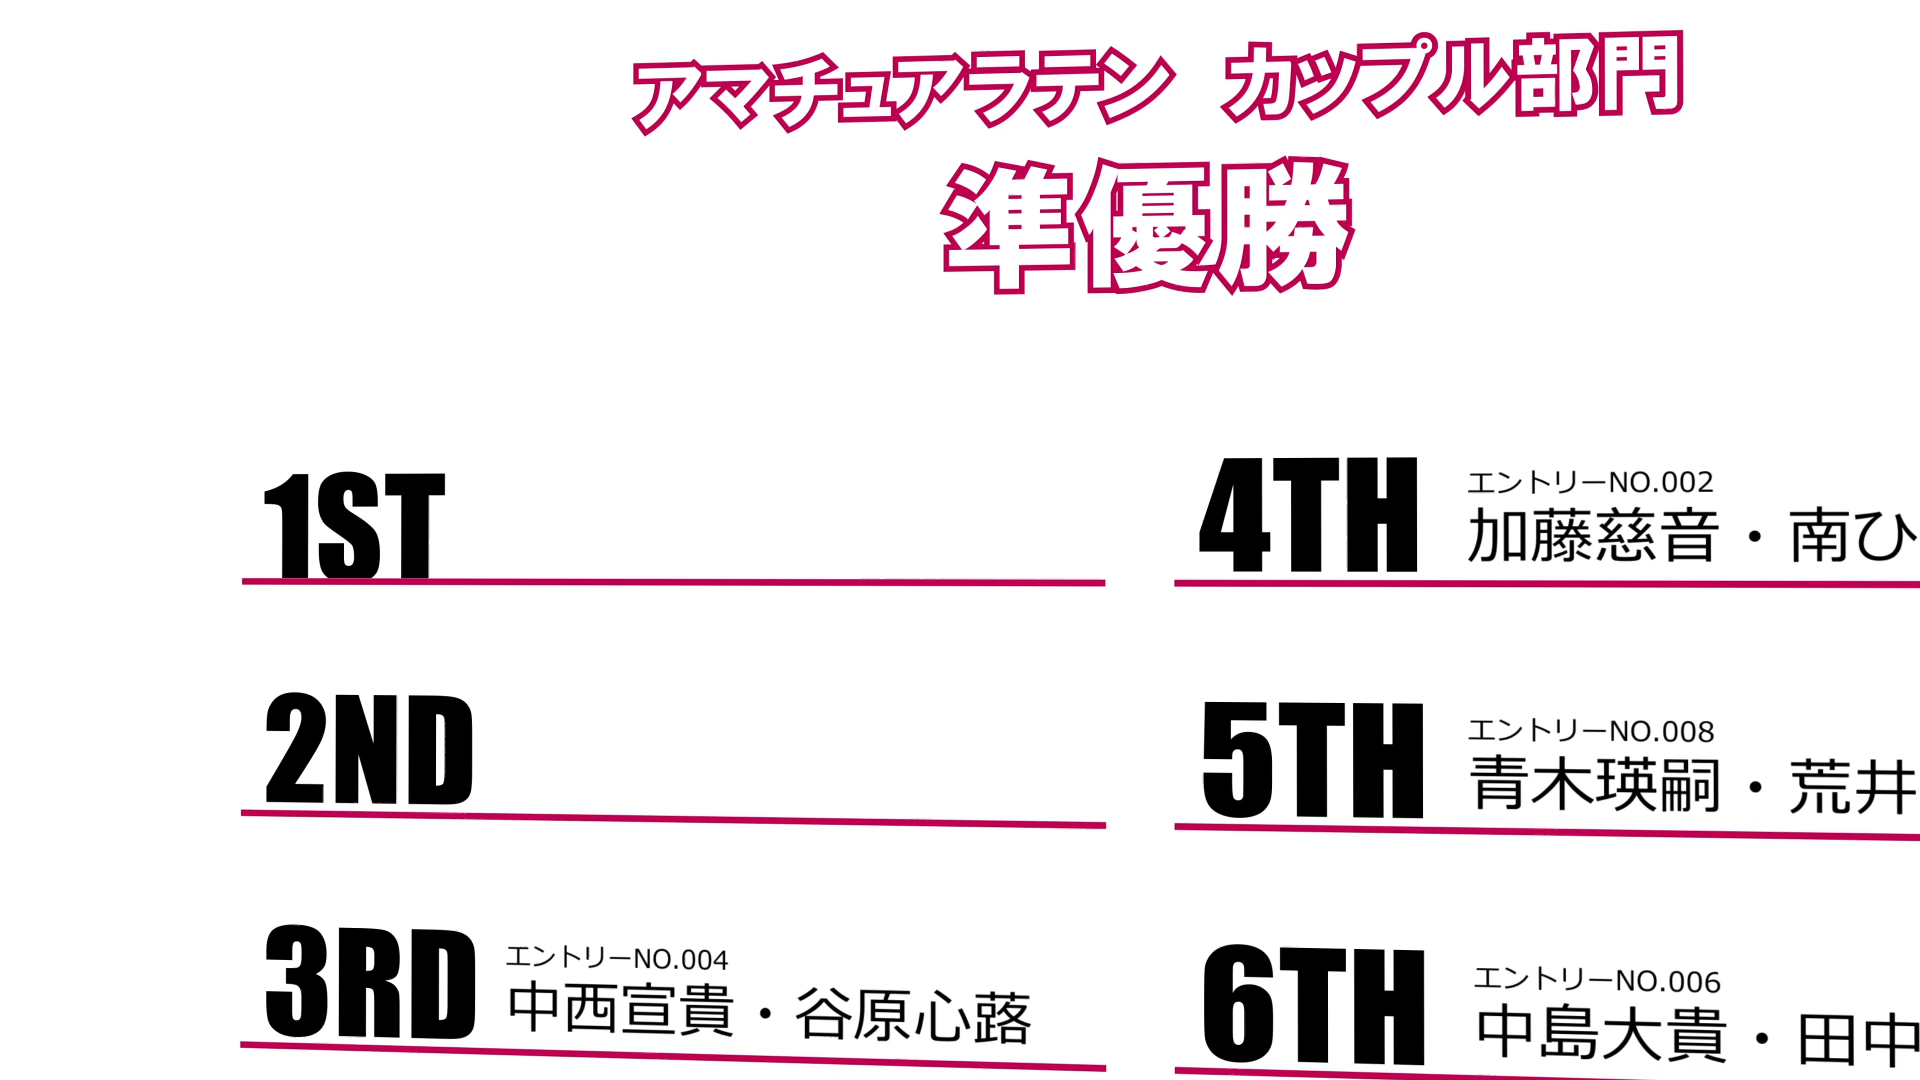 アマチュアラテン　カップル部門
準優勝
1ST
2ND
3RD
エントリーNO.004
中西宣貴・谷原心蕗
4TH
エントリーNO.002
加藤慈音・南ひ
5TH
エントリーNO.008
青木瑛嗣・荒井
6TH
エントリーNO.006
中島大貴・田中